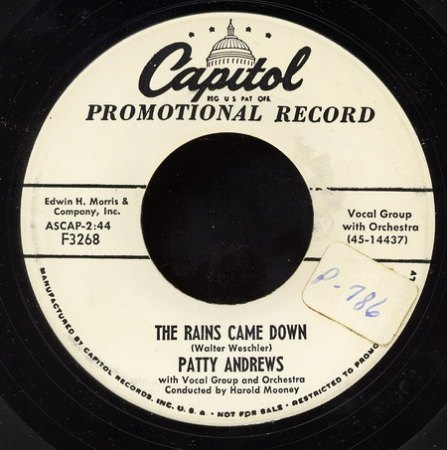 Capitol
REG. U.S. PAT. OFF.
PROMOTIONAL RECORD
Edwin H. Morris &
Company, Inc.
ASCAP-2:44
F3268
Vocal Group
with Orchestra
(45-14437)
P-786
THE RAINS CAME DOWN
(Walter Weschler)
PATTY ANDREWS
with Vocal Group and Orchestra
Conducted by Harold Mooney
MANUFACTURED BY CAPITOL RECORDS, INC. U.S.A. • NOT FOR SALE • RESTRICTED TO PROMO